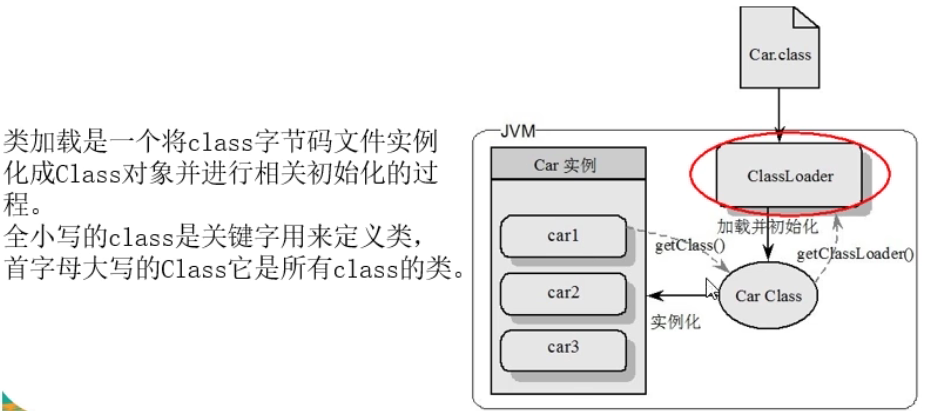 类加载是一个将class字节码文件实例
化成Class对象并进行相关初始化的过
程。
全小写的class是关键字用来定义类，
首字母大写的Class它是所有class的类。
Car.class
JVM
Car 实例
ClassLoader
car1
加载并初始化
getClass()
getClassLoader()
car2
Car Class
实例化
car3